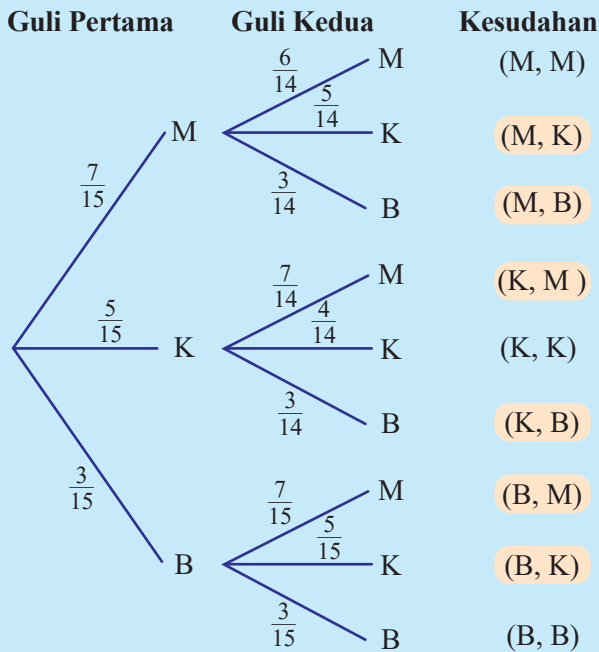 Guli Pertama Guli Kedua Kesudahan
6/14 M (M, M)
7/15 M 5/14 K (M, K)
3/14 B (M, B)
7/14 M (K, M )
5/15 K 4/14 K (K, K)
3/14 B (K, B)
7/15 M (B, M)
3/15 B 5/15 K (B, K)
3/15 B (B, B)